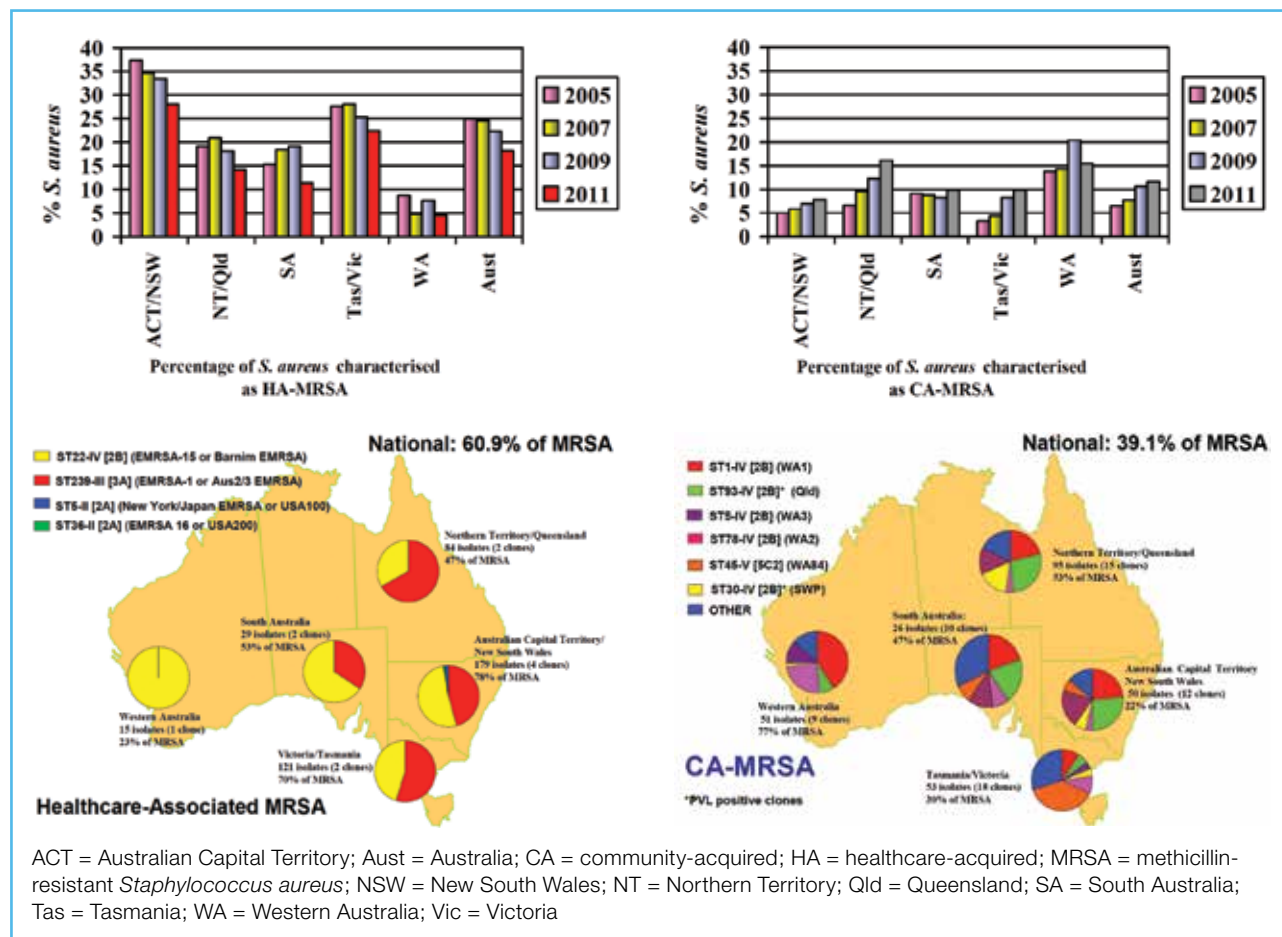 40
35
30
25
20
15
10
5
0
% S. aureus
ACT/NSW
NT/Qld
SA
Tas/Vic
WA
Aust
2005
2007
2009
2011
Percentage of S. aureus characterised
as HA-MRSA
40
35
30
25
20
15
10
5
0
% S. aureus
ACT/NSW
NT/Qld
SA
Tas/Vic
WA
Aust
2005
2007
2009
2011
Percentage of S. aureus characterised
as CA-MRSA
National: 60.9% of MRSA
ST22-IV [2B] (EMRSA-15 or Barnim EMRSA)
ST239-III [3A] (EMRSA-1 or Aus2/3 EMRSA)
ST5-II [2A] (New York/Japan EMRSA or USA100)
ST36-II [2A] (EMRSA 16 or USA200)
Northern Territory/Queensland
84 isolates (2 clones)
47% of MRSA
South Australia
29 isolates (2 clones)
53% of MRSA
Australian Capital Territory/
New South Wales
179 isolates (4 clones)
78% of MRSA
Western Australia
15 isolates (1 clone)
23% of MRSA
Victoria/Tasmania
121 isolates (2 clones)
70% of MRSA
Healthcare-Associated MRSA
National: 39.1% of MRSA
ST1-IV [2B] (WA1)
ST93-IV [2B]* (Qld)
ST5-IV [2B] (WA3)
ST78-IV [2B] (WA2)
ST45-V [5C2] (WA84)
ST30-IV [2B]* (SWP)
OTHER
Northern Territory/Queensland
95 isolates (15 clones)
53% of MRSA
South Australia:
26 isolates (10 clones)
47% of MRSA
Australian Capital Territory
New South Wales
50 isolates (12 clones)
22% of MRSA
Western Australia
51 isolates (9 clones)
77% of MRSA
Tasmania/Victoria
53 isolates (18 clones)
30% of MRSA
CA-MRSA
*PVL positive clones
ACT = Australian Capital Territory; Aust = Australia; CA = community-acquired; HA = healthcare-acquired; MRSA = methicillin-
resistant Staphylococcus aureus; NSW = New South Wales; NT = Northern Territory; Qld = Queensland; SA = South Australia;
Tas = Tasmania; WA = Western Australia; Vic = Victoria